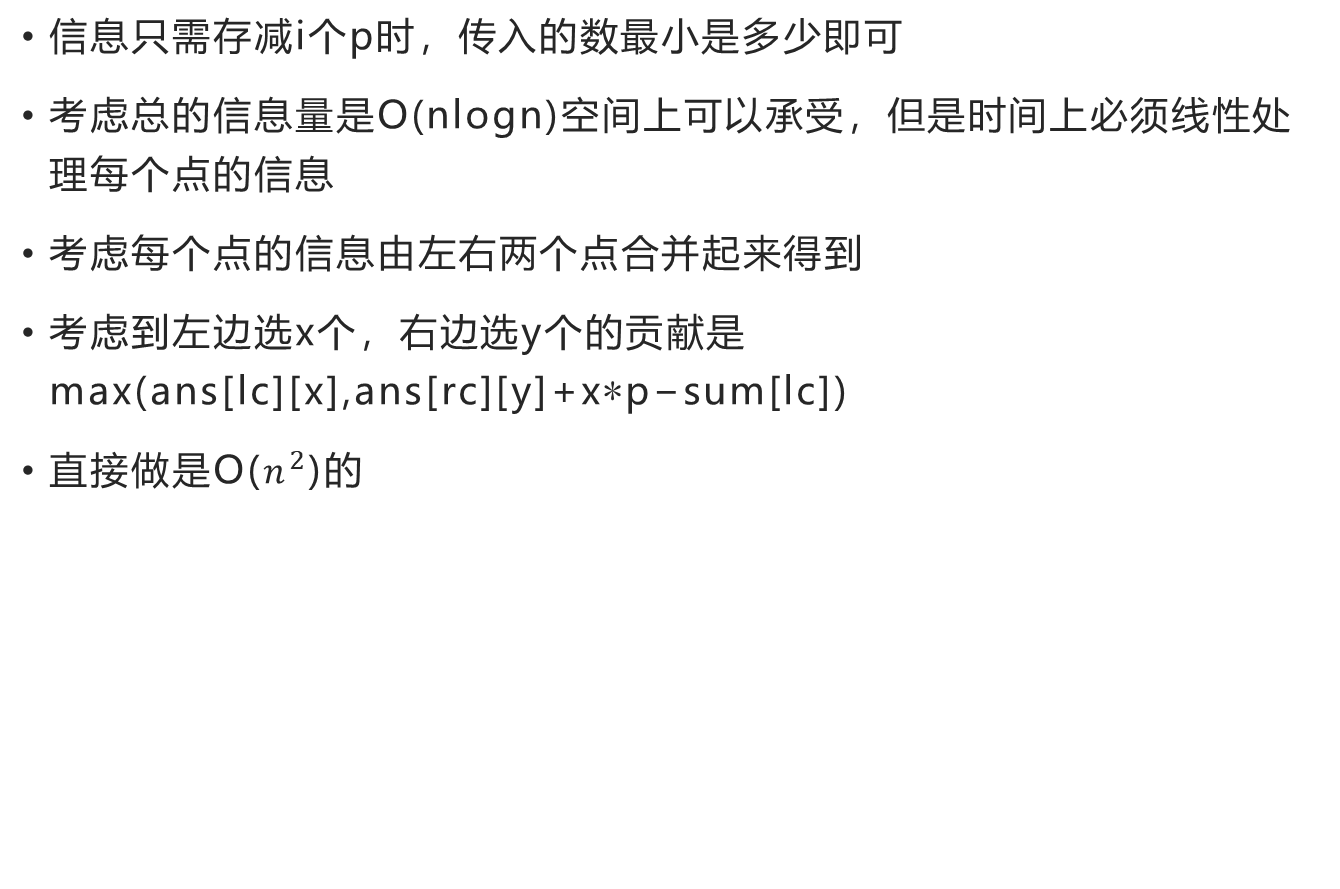 • 信息只需存减i个p时，传入的数最小是多少即可
• 考虑总的信息量是O(nlogn)空间上可以承受，但是时间上必须线性处
理每个点的信息
• 考虑每个点的信息由左右两个点合并起来得到
• 考虑到左边选x个，右边选y个的贡献是
max(ans[lc][x],ans[rc][y]+x*p-sum[lc])
• 直接做是O(n²)的